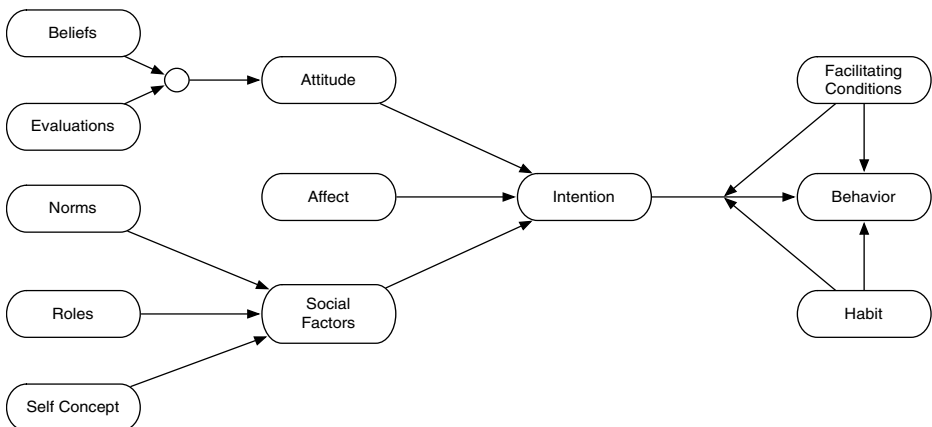 Beliefs
Evaluations
Norms
Roles
Self Concept
Attitude
Affect
Social
Factors
Intention
Facilitating
Conditions
Behavior
Habit